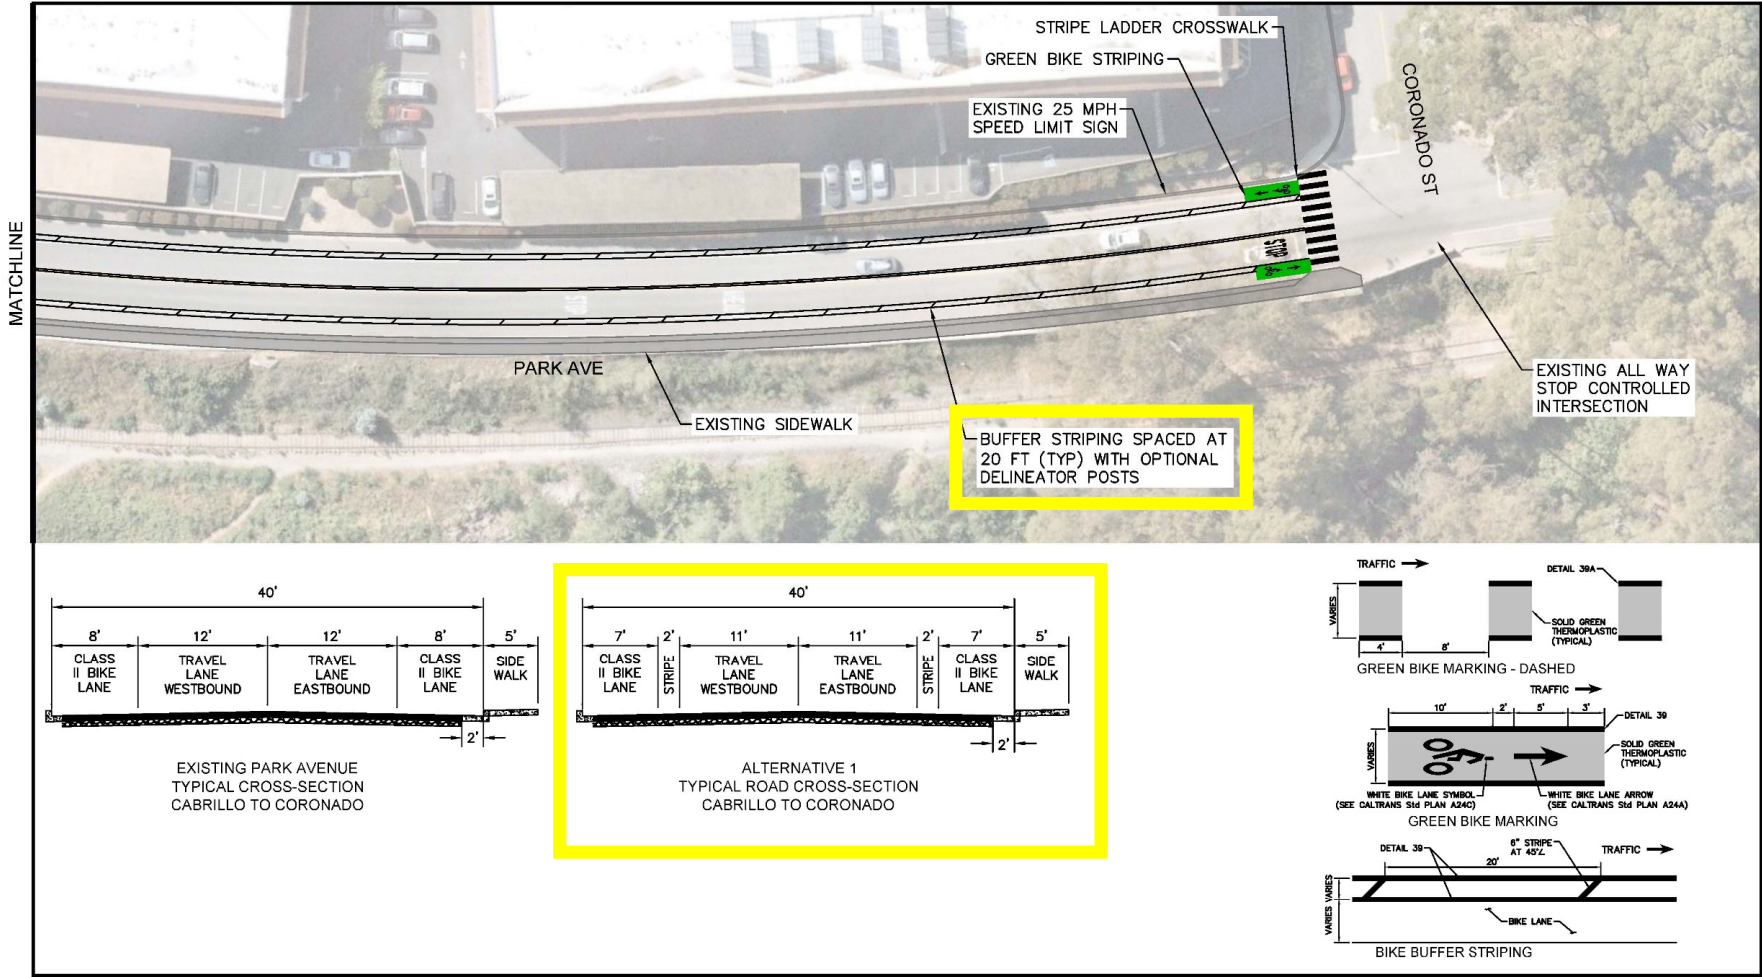 STRIPE LADDER CROSSWALK
GREEN BIKE STRIPING
EXISTING 25 MPH
SPEED LIMIT SIGN
CORONADO ST
MATCHLINE
STOP
PARK AVE
EXISTING SIDEWALK
BUFFER STRIPING SPACED AT
20 FT (TYP) WITH OPTIONAL
DELINEATOR POSTS
EXISTING ALL WAY
STOP CONTROLLED
INTERSECTION
40'
8'
12'
12'
8'
5'
CLASS
II BIKE
LANE
TRAVEL
LANE
WESTBOUND
TRAVEL
LANE
EASTBOUND
CLASS
II BIKE
LANE
SIDE
WALK
2'
EXISTING PARK AVENUE
TYPICAL CROSS-SECTION
CABRILLO TO CORONADO
40'
7'
2'
11'
11'
2'
7'
5'
CLASS
II BIKE
LANE
STRIPE
TRAVEL
LANE
WESTBOUND
TRAVEL
LANE
EASTBOUND
STRIPE
CLASS
II BIKE
LANE
SIDE
WALK
2'
ALTERNATIVE 1
TYPICAL ROAD CROSS-SECTION
CABRILLO TO CORONADO
TRAFFIC
DETAIL 39A
VARIES
SOLID GREEN
THERMOPLASTIC
(TYPICAL)
4'
8'
GREEN BIKE MARKING - DASHED
TRAFFIC
10'
2'
5'
3'
DETAIL 39
VARIES
SOLID GREEN
THERMOPLASTIC
(TYPICAL)
WHITE BIKE LANE SYMBOL
(SEE CALTRANS Std PLAN A24C)
WHITE BIKE LANE ARROW
(SEE CALTRANS Std PLAN A24A)
GREEN BIKE MARKING
DETAIL 39
6" STRIPE
AT 45°∠
TRAFFIC
20'
VARIES
VARIES
BIKE LANE
BIKE BUFFER STRIPING